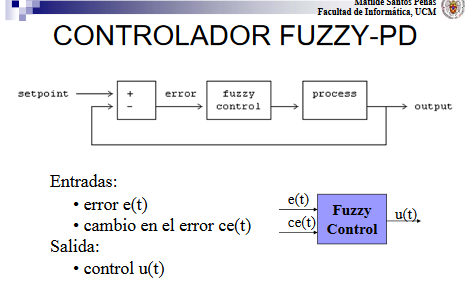 Matilde Santos Peñas
Facultad de Informática, UCM
CONTROLADOR FUZZY-PD
setpoint
+
−
error
fuzzy
control
process
output
Entradas:
• error e(t)
• cambio en el error ce(t)
Salida:
• control u(t)
e(t)
ce(t)
Fuzzy
Control
u(t)